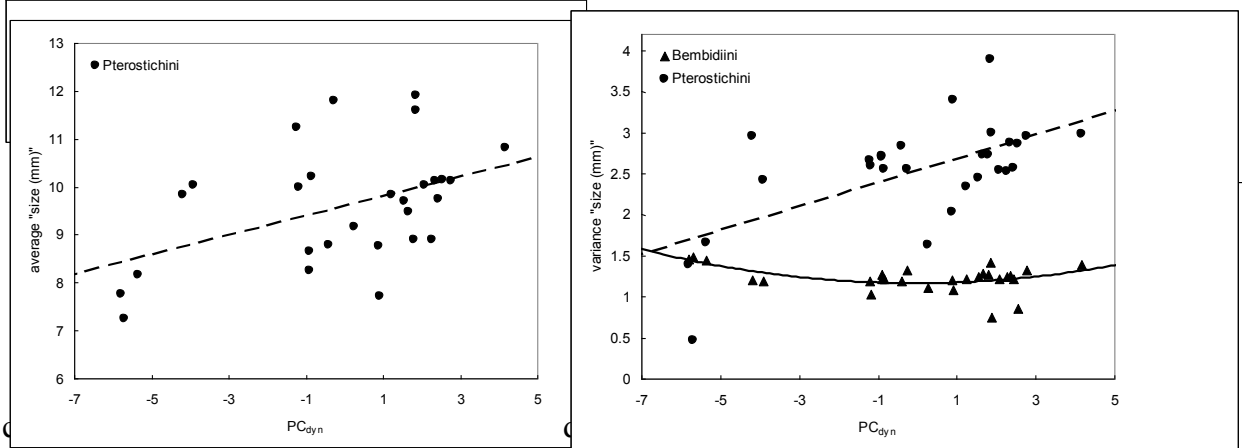 13
12
11
10
9
8
7
6
average "size (mm)"
Pterostichini
-7 -5 -3 -1 1 3 5
PCdyn
4
3.5
3
2.5
2
1.5
1
0.5
0
variance "size (mm)"
Bembidiini
Pterostichini
-7 -5 -3 -1 1 3 5
PCdyn